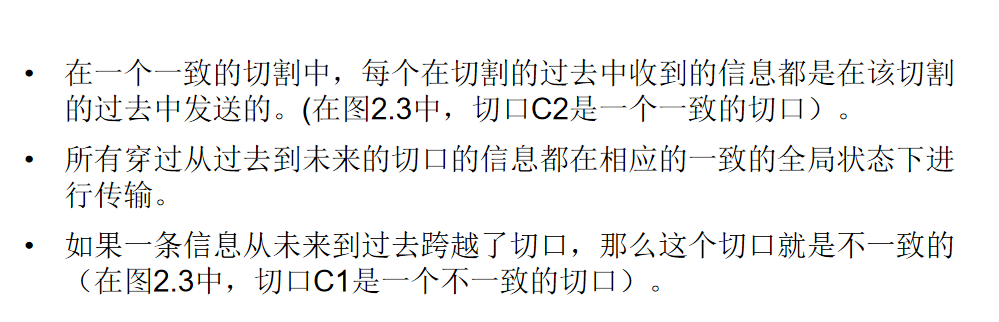 • 在一个一致的切割中，每个在切割的过去中收到的信息都是在该切割
的过去中发送的。(在图2.3中，切口C2是一个一致的切口）。
• 所有穿过从过去到未来的切口的信息都在相应的一致的全局状态下进
行传输。
• 如果一条信息从未来到过去跨越了切口，那么这个切口就是不一致的
（在图2.3中，切口C1是一个不一致的切口）。